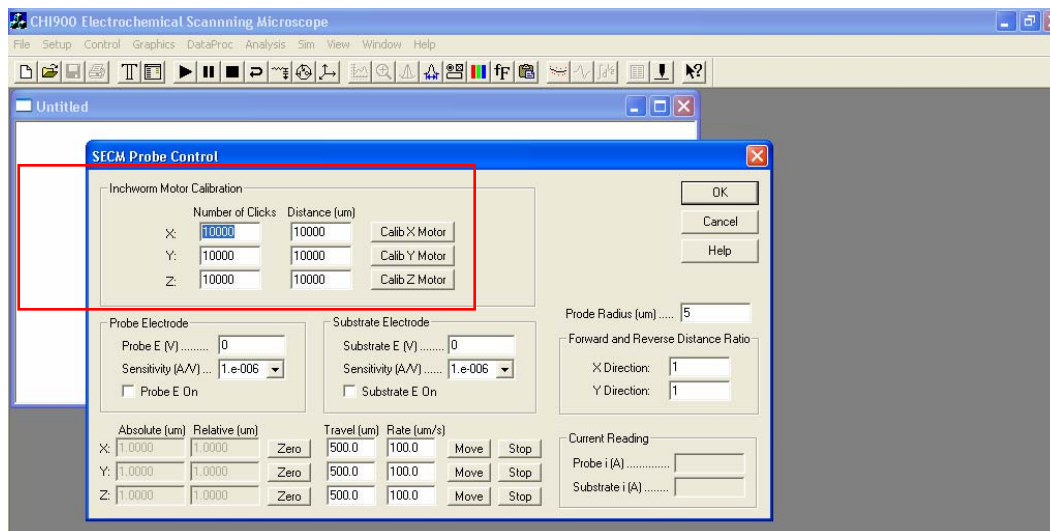 CHI900 Electrochemical Scannning Microscope
File Setup Control Graphics DataProc Analysis Sim View Window Help
Untitled
SECM Probe Control
Inchworm Motor Calibration
Number of Clicks Distance (um)
X: 10000 10000 Calib X Motor
Y: 10000 10000 Calib Y Motor
Z: 10000 10000 Calib Z Motor
OK
Cancel
Help
Prode Radius (um) ..... 5
Probe Electrode
Probe E (V) ......... 0
Sensitivity (A/V) ... 1.e-006
Probe E On
Substrate Electrode
Substrate E (V) ........ 0
Sensitivity (A/V) ...... 1.e-006
Substrate E On
Forward and Reverse Distance Ratio
X Direction: 1
Y Direction: 1
Absolute (um) Relative (um) Travel (um) Rate (um/s)
X: 1.0000 1.0000 Zero 500.0 100.0 Move Stop
Y: 1.0000 1.0000 Zero 500.0 100.0 Move Stop
Z: 1.0000 1.0000 Zero 500.0 100.0 Move Stop
Current Reading
Probe i (A) ..............
Substrate i (A) ........